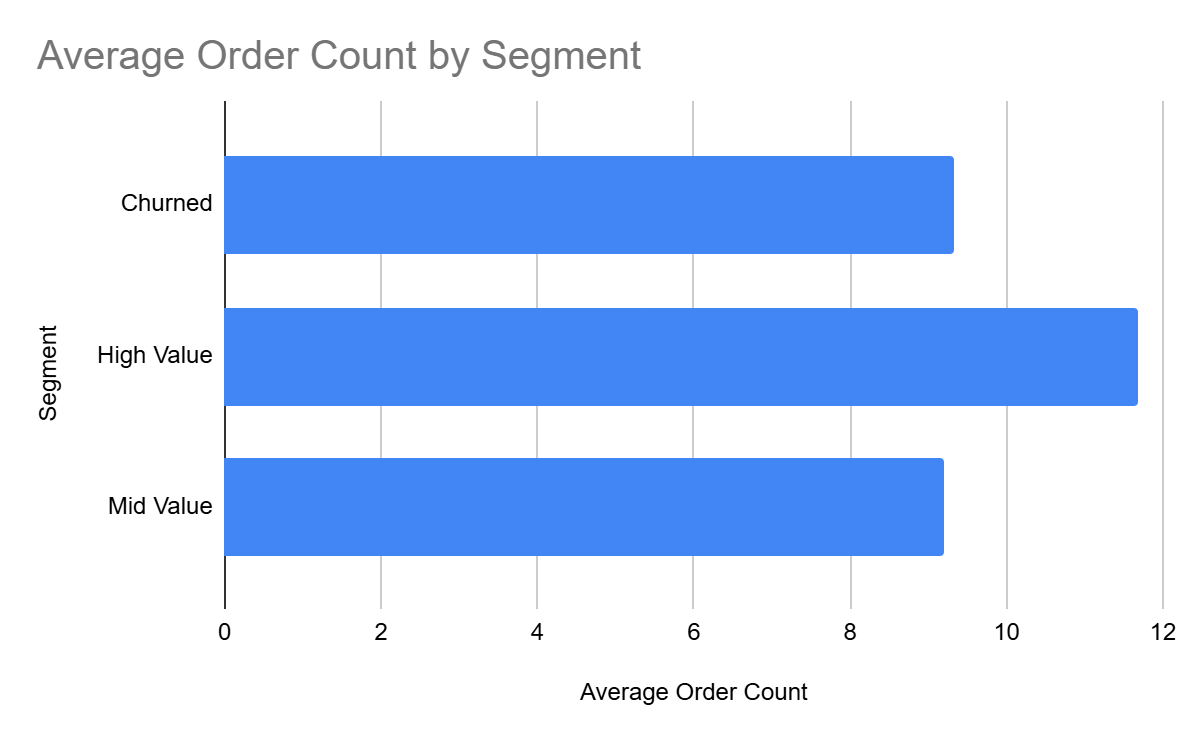 Average Order Count by Segment
Segment
Churned
High Value
Mid Value
0 2 4 6 8 10 12
Average Order Count